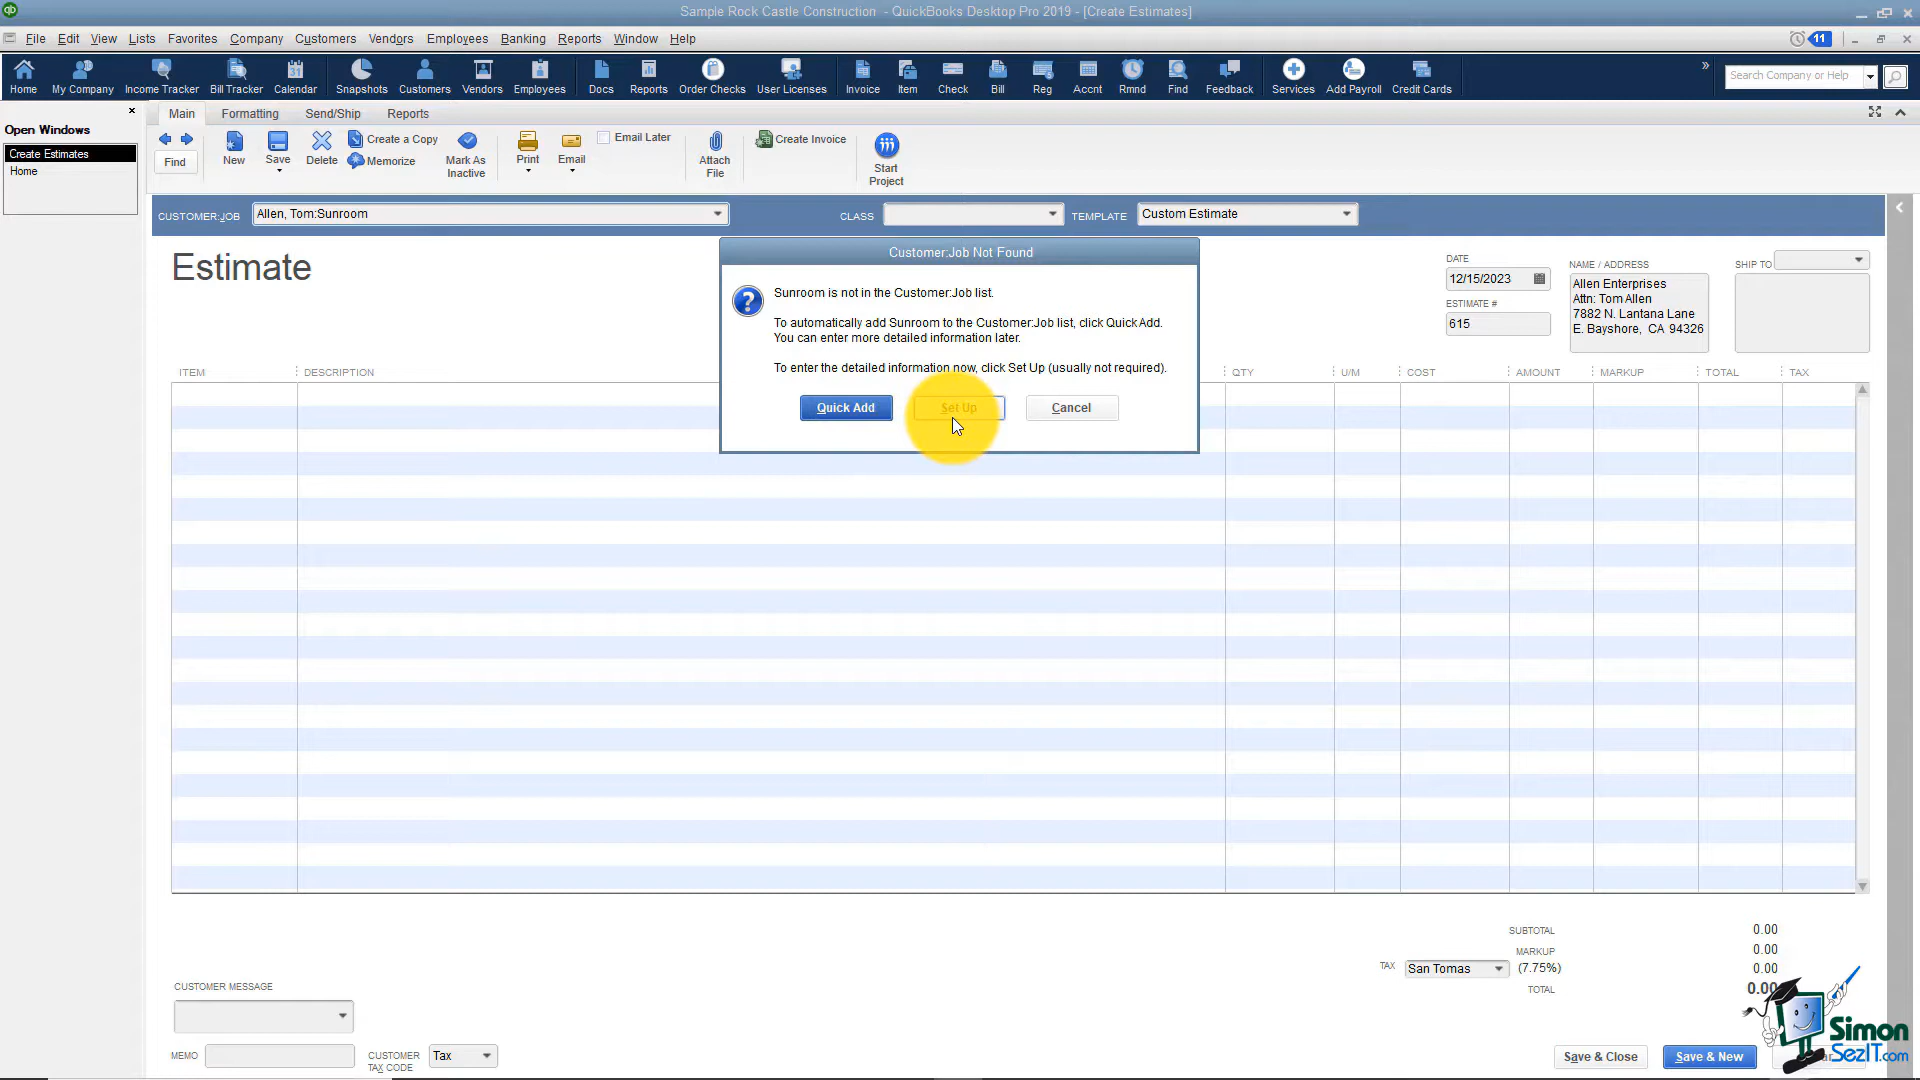 Sample Rock Castle Construction - QuickBooks Desktop Pro 2019 - [Create Estimates]
File Edit View Lists Favorites Company Customers Vendors Employees Banking Reports Window Help
11
Home My Company Income Tracker Bill Tracker Calendar Snapshots Customers Vendors Employees Docs Reports Order Checks User Licenses Invoice Item Check Bill Reg Accnt Rmnd Find Feedback Services Add Payroll Credit Cards
Search Company or Help
Main Formatting Send/Ship Reports
Open Windows
Create Estimates
Home
Find
New
Save
Delete
Create a Copy
Memorize
Mark As
Inactive
Print
Email
Email Later
Attach
File
Create Invoice
Start
Project
CUSTOMER:JOB Allen, Tom:Sunroom
CLASS
TEMPLATE Custom Estimate
Estimate
DATE
12/15/2023
ESTIMATE #
615
NAME / ADDRESS
Allen Enterprises
Attn: Tom Allen
7882 N. Lantana Lane
E. Bayshore, CA 94326
SHIP TO
Customer:Job Not Found
Sunroom is not in the Customer:Job list.
To automatically add Sunroom to the Customer:Job list, click Quick Add.
You can enter more detailed information later.
To enter the detailed information now, click Set Up (usually not required).
Quick Add Set Up Cancel
ITEM DESCRIPTION QTY U/M COST AMOUNT MARKUP TOTAL TAX
SUBTOTAL 0.00
MARKUP 0.00
TAX San Tomas (7.75%) 0.00
TOTAL 0.00
CUSTOMER MESSAGE
MEMO
CUSTOMER
TAX CODE
Tax
Save & Close Save & New
Simon
SezIT.com